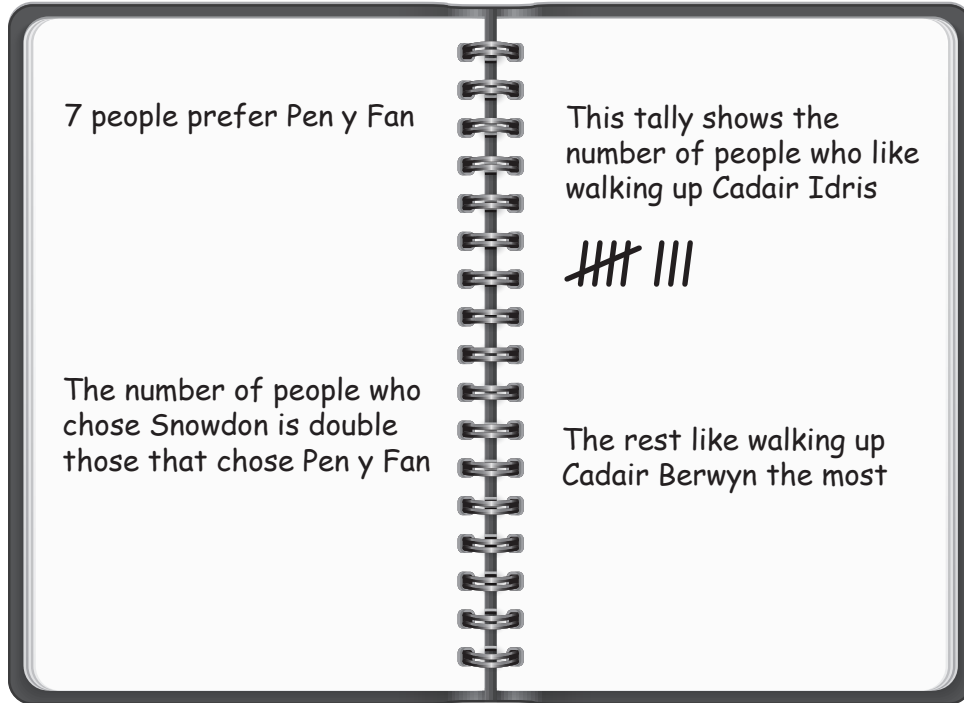 7 people prefer Pen y Fan
The number of people who
chose Snowdon is double
those that chose Pen y Fan
This tally shows the
number of people who like
walking up Cadair Idris
The rest like walking up
Cadair Berwyn the most